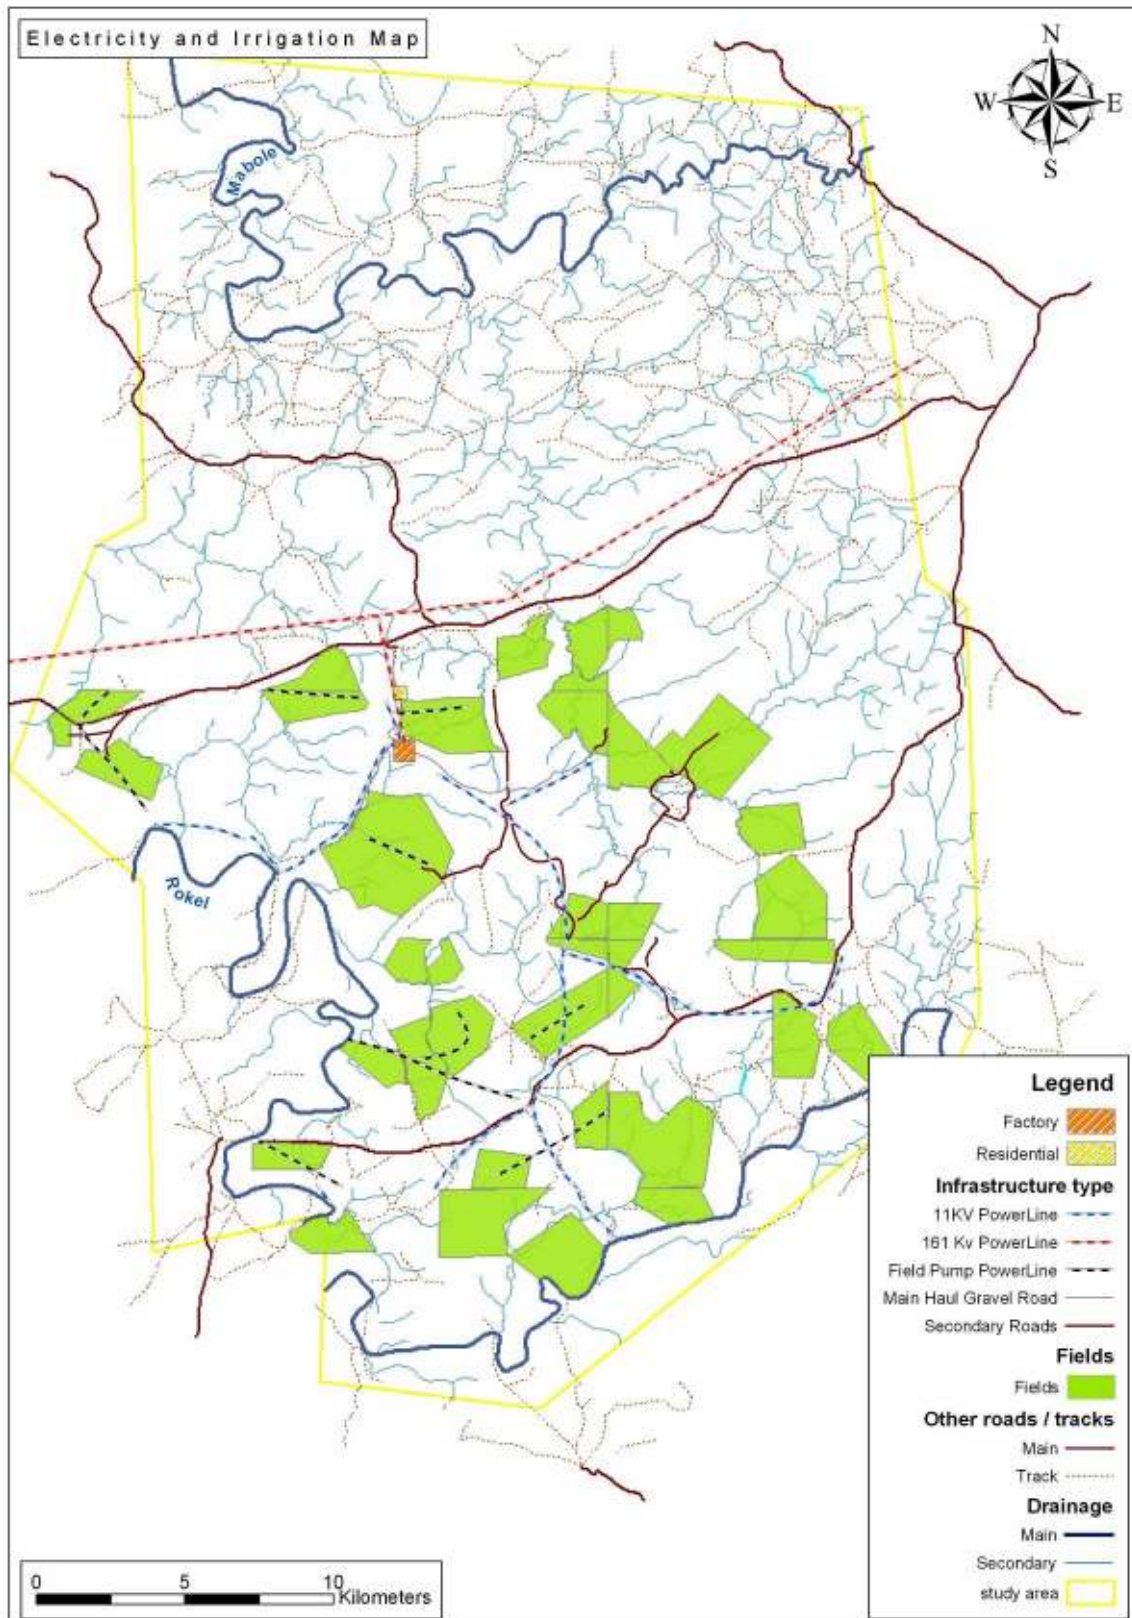 Electricity and Irrigation Map
N
W
E
S
Mabole
Rokel
Legend
Factory
Residential
Infrastructure type
11KV PowerLine
161 Kv PowerLine
Field Pump PowerLine
Main Haul Gravel Road
Secondary Roads
Fields
Fields
Other roads / tracks
Main
Track
Drainage
Main
Secondary
study area
0 5 10
Kilometers